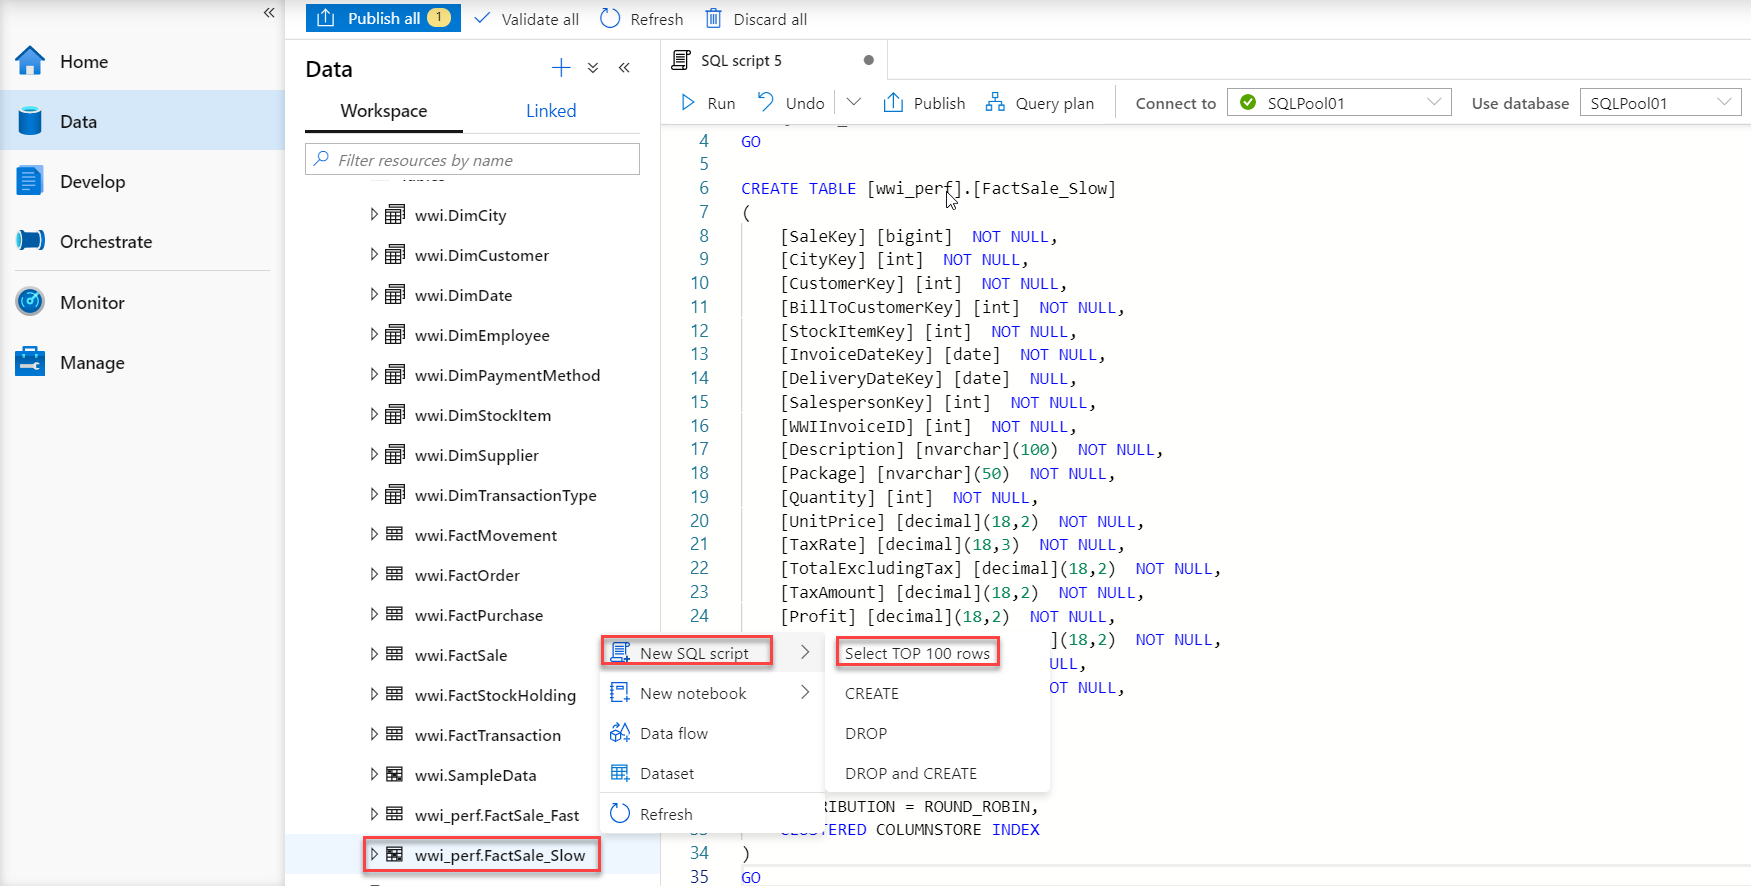 Publish all 1 Validate all Refresh Discard all
Home
Data
Develop
Orchestrate
Monitor
Manage
Data
Workspace Linked
Filter resources by name
Tables
wwi.DimCity
wwi.DimCustomer
wwi.DimDate
wwi.DimEmployee
wwi.DimPaymentMethod
wwi.DimStockItem
wwi.DimSupplier
wwi.DimTransactionType
wwi.FactMovement
wwi.FactOrder
wwi.FactPurchase
wwi.FactSale
wwi.FactStockHolding
wwi.FactTransaction
wwi.SampleData
wwi_perf.FactSale_Fast
wwi_perf.FactSale_Slow
New SQL script
New notebook
Data flow
Dataset
Refresh
Select TOP 100 rows
CREATE
DROP
DROP and CREATE
SQL script 5
Run Undo Publish Query plan Connect to SQLPool01 Use database SQLPool01
4 GO
5
6 CREATE TABLE [wwi_perf].[FactSale_Slow]
7 (
8 [SaleKey] [bigint] NOT NULL,
9 [CityKey] [int] NOT NULL,
10 [CustomerKey] [int] NOT NULL,
11 [BillToCustomerKey] [int] NOT NULL,
12 [StockItemKey] [int] NOT NULL,
13 [InvoiceDateKey] [date] NOT NULL,
14 [DeliveryDateKey] [date] NULL,
15 [SalespersonKey] [int] NOT NULL,
16 [WWIInvoiceID] [int] NOT NULL,
17 [Description] [nvarchar](100) NOT NULL,
18 [Package] [nvarchar](50) NOT NULL,
19 [Quantity] [int] NOT NULL,
20 [UnitPrice] [decimal](18,2) NOT NULL,
21 [TaxRate] [decimal](18,3) NOT NULL,
22 [TotalExcludingTax] [decimal](18,2) NOT NULL,
23 [TaxAmount] [decimal](18,2) NOT NULL,
24 [Profit] [decimal](18,2) NOT NULL,
](18,2) NOT NULL,
ULL,
OT NULL,
RIBUTION = ROUND_ROBIN,
CLUSTERED COLUMNSTORE INDEX
34 )
35 GO